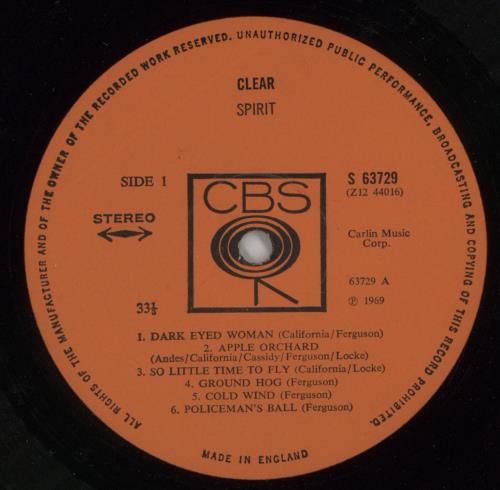 ALL RIGHTS OF THE MANUFACTURER AND OF THE OWNER OF THE RECORDED WORK RESERVED. UNAUTHORIZED PUBLIC PERFORMANCE, BROADCASTING AND COPYING OF THIS RECORD PROHIBITED.
CLEAR
SPIRIT
SIDE 1
STEREO
CBS
S 63729
(Z12 44016)
Carlin Music
Corp.
63729 A
℗ 1969
33⅓
1. DARK EYED WOMAN (California/Ferguson)
2. APPLE ORCHARD
(Andes/California/Cassidy/Ferguson/Locke)
3. SO LITTLE TIME TO FLY (California/Locke)
4. GROUND HOG (Ferguson)
5. COLD WIND (Ferguson)
6. POLICEMAN'S BALL (Ferguson)
MADE IN ENGLAND